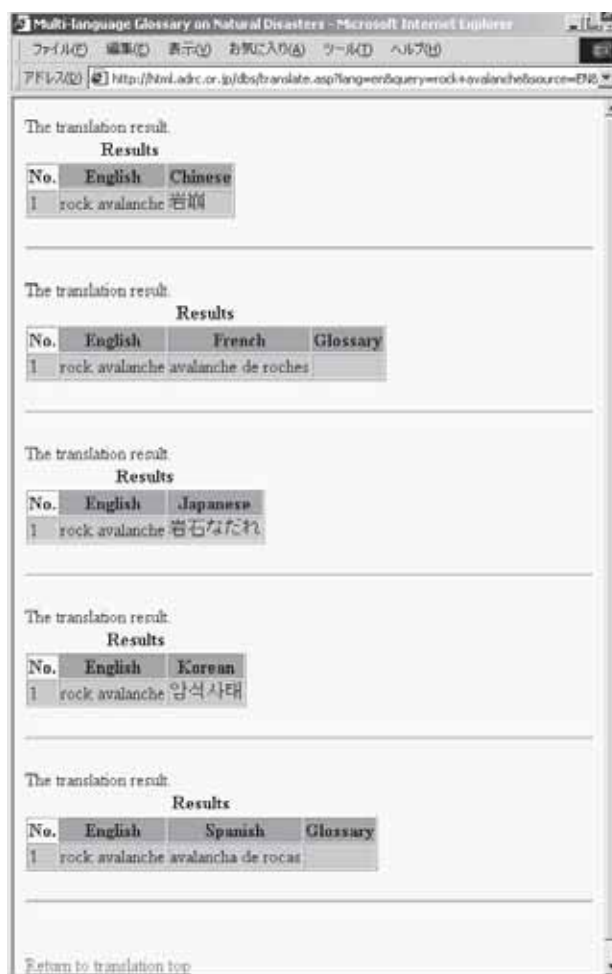 Multi-language Glossary on Natural Disasters - Microsoft Internet Explorer
ファイル(F) 編集(E) 表示(V) お気に入り(A) ツール(T) ヘルプ(H)
アドレス(D) http://html.adrc.or.jp/dbs/translate.asp?lang=en&query=rock+avalanche&source=EN&
The translation result.
Results
No. English Chinese
1 rock avalanche 岩崩
The translation result.
Results
No. English French Glossary
1 rock avalanche avalanche de roches
The translation result.
Results
No. English Japanese
1 rock avalanche 岩石なだれ
The translation result.
Results
No. English Korean
1 rock avalanche 암석사태
The translation result.
Results
No. English Spanish Glossary
1 rock avalanche avalancha de rocas
Return to translation top